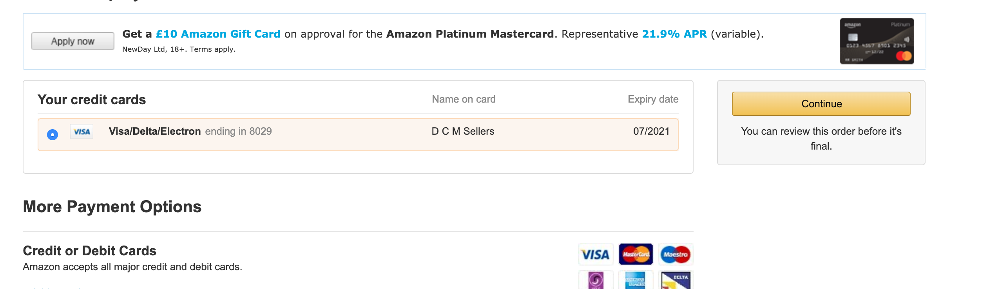 Apply now
Get a £10 Amazon Gift Card on approval for the Amazon Platinum Mastercard. Representative 21.9% APR (variable).
NewDay Ltd, 18+. Terms apply.
amazon Platinum
0123 4567 8901 2345
12/22
MR SMITH
Your credit cards Name on card Expiry date
VISA Visa/Delta/Electron ending in 8029 D C M Sellers 07/2021
Continue
You can review this order before it's
final.
More Payment Options
Credit or Debit Cards
Amazon accepts all major credit and debit cards.
VISA MasterCard Maestro
DELTA